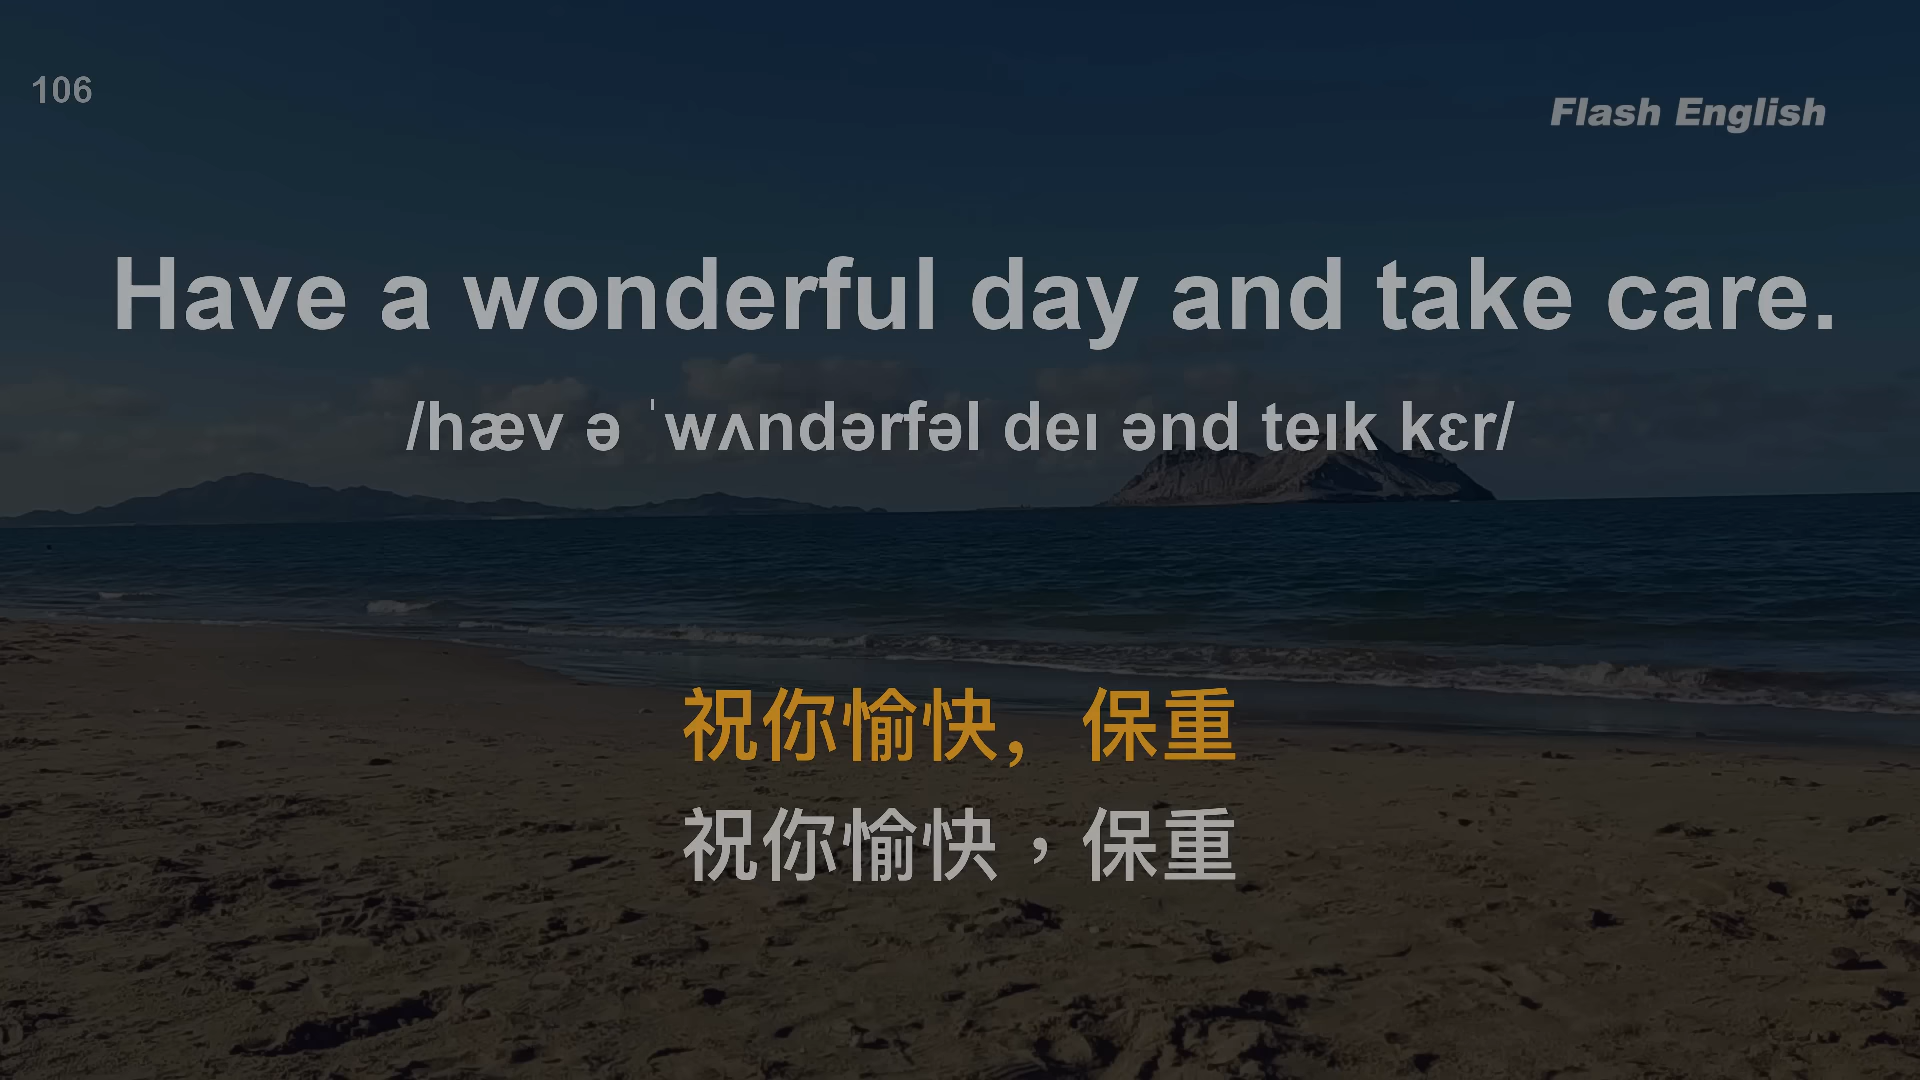 106
Flash English
Have a wonderful day and take care.
/hæv ə ˈwʌndərfəl deɪ ənd teɪk kɛr/
祝你愉快，保重
祝你愉快，保重